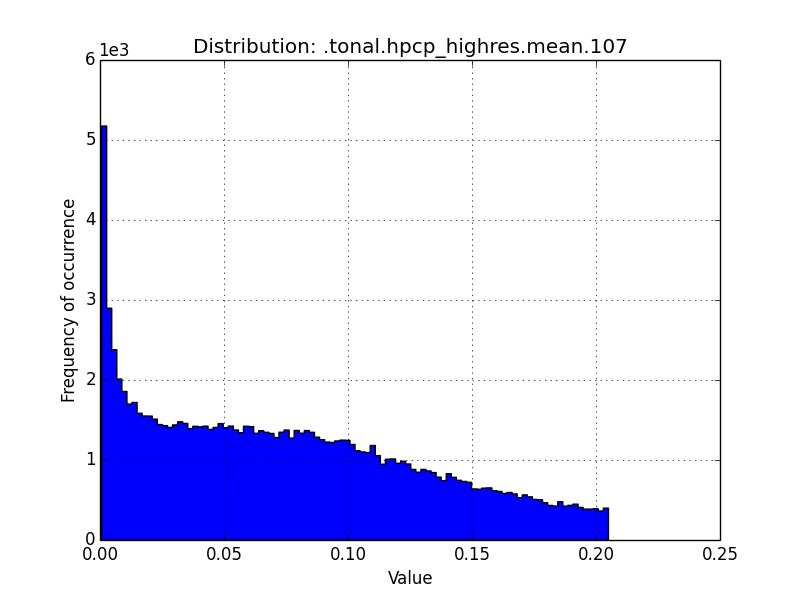 Distribution: .tonal.hpcp_highres.mean.107
1e3
6
5
4
3
2
1
0
Frequency of occurrence
0.00 0.05 0.10 0.15 0.20 0.25
Value